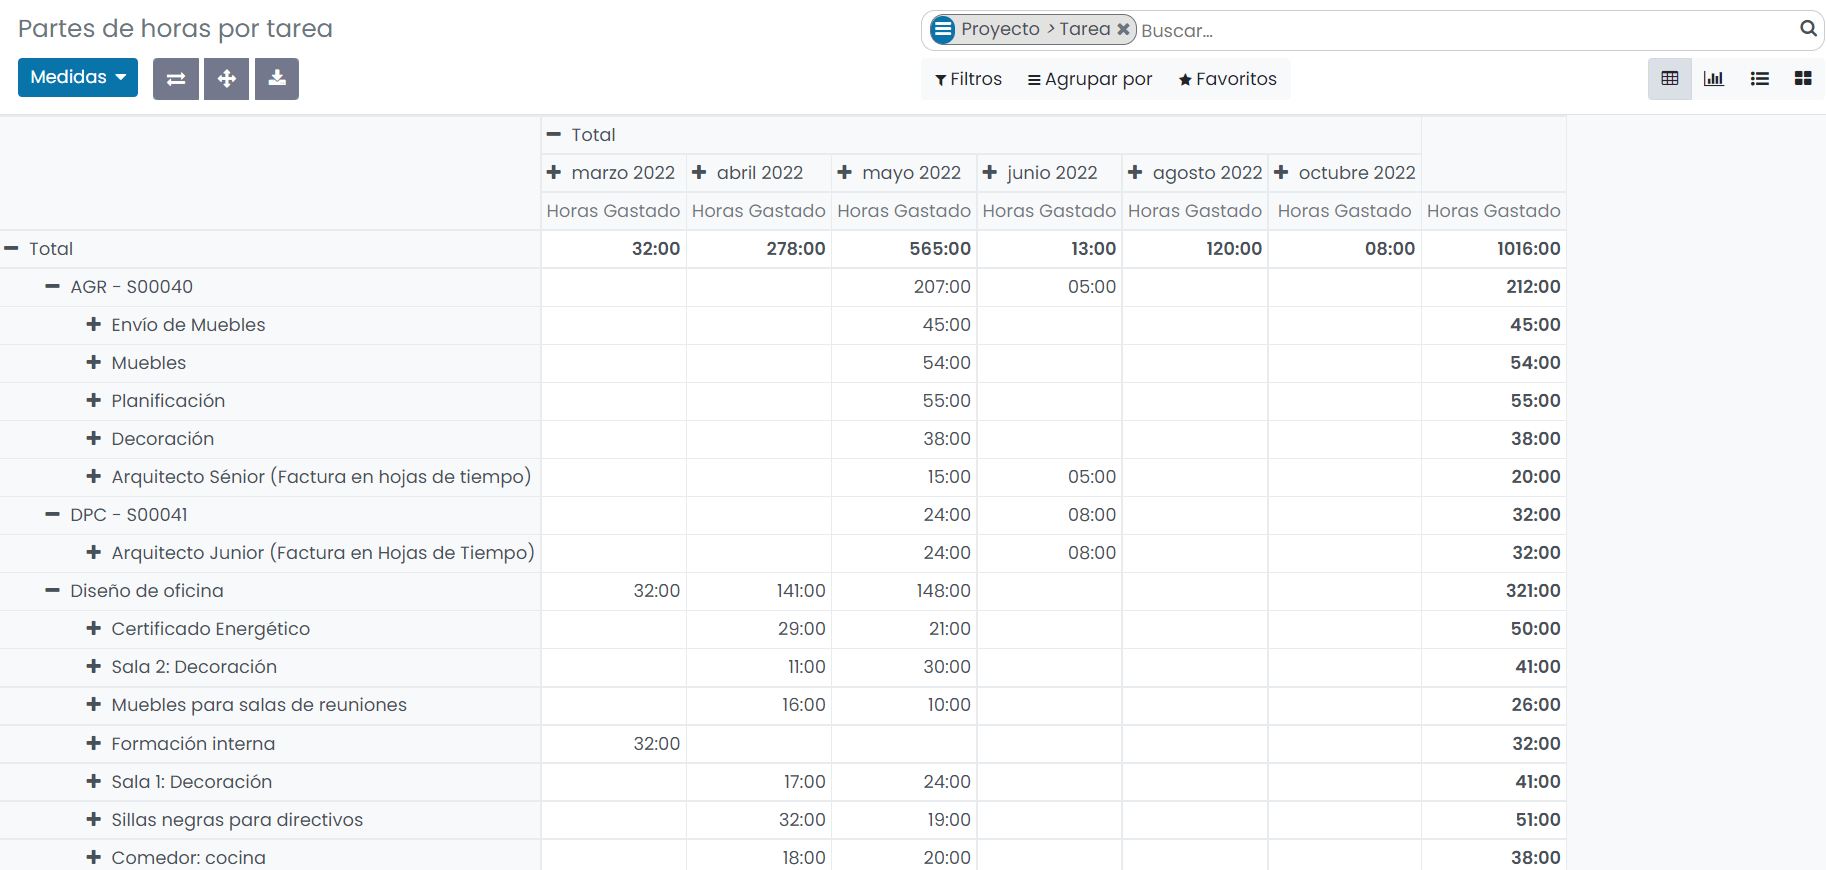 Partes de horas por tarea
Proyecto > Tarea Buscar...
Medidas
Filtros Agrupar por Favoritos
Total
marzo 2022 abril 2022 mayo 2022 junio 2022 agosto 2022 octubre 2022
Horas Gastado Horas Gastado Horas Gastado Horas Gastado Horas Gastado Horas Gastado Horas Gastado
Total 32:00 278:00 565:00 13:00 120:00 08:00 1016:00
AGR - S00040 207:00 05:00 212:00
Envío de Muebles 45:00 45:00
Muebles 54:00 54:00
Planificación 55:00 55:00
Decoración 38:00 38:00
Arquitecto Sénior (Factura en hojas de tiempo) 15:00 05:00 20:00
DPC - S00041 24:00 08:00 32:00
Arquitecto Junior (Factura en Hojas de Tiempo) 24:00 08:00 32:00
Diseño de oficina 32:00 141:00 148:00 321:00
Certificado Energético 29:00 21:00 50:00
Sala 2: Decoración 11:00 30:00 41:00
Muebles para salas de reuniones 16:00 10:00 26:00
Formación interna 32:00 32:00
Sala 1: Decoración 17:00 24:00 41:00
Sillas negras para directivos 32:00 19:00 51:00
Comedor: cocina 18:00 20:00 38:00